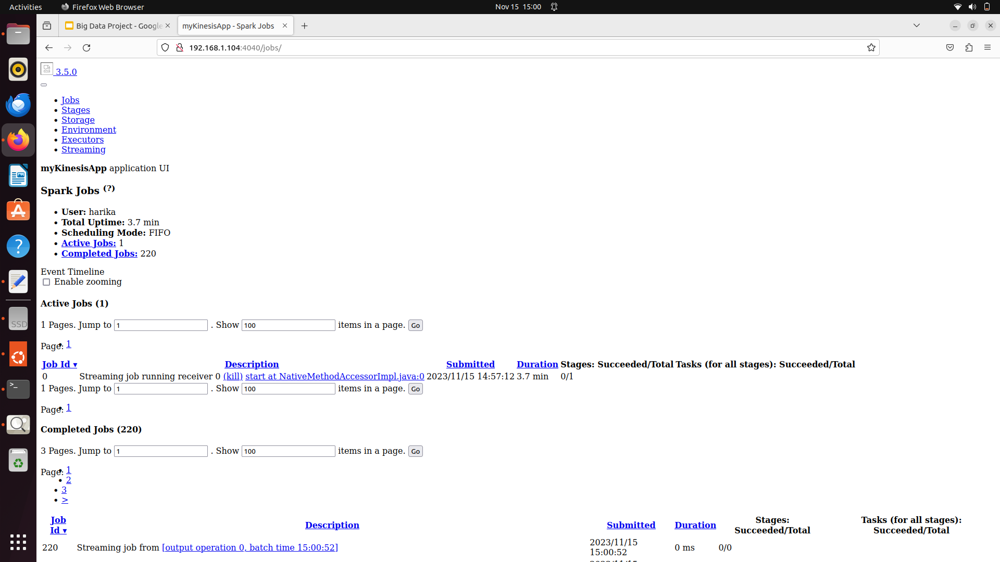 Activities Firefox Web Browser Nov 15 15:00
Big Data Project - Google
myKinesisApp - Spark Jobs
192.168.1.104:4040/jobs/
3.5.0
Jobs
Stages
Storage
Environment
Executors
Streaming
myKinesisApp application UI
Spark Jobs (?)
User: harika
Total Uptime: 3.7 min
Scheduling Mode: FIFO
Active Jobs: 1
Completed Jobs: 220
Event Timeline
Enable zooming
Active Jobs (1)
1 Pages. Jump to 1 . Show 100 items in a page. Go
Page: 1
Job Id ▾ Description Submitted Duration Stages: Succeeded/Total Tasks (for all stages): Succeeded/Total
0 Streaming job running receiver 0 (kill) start at NativeMethodAccessorImpl.java:0 2023/11/15 14:57:12 3.7 min 0/1
1 Pages. Jump to 1 . Show 100 items in a page. Go
Page: 1
Completed Jobs (220)
3 Pages. Jump to 1 . Show 100 items in a page. Go
Page: 1
2
3
>
Job Id ▾ Description Submitted Duration Stages: Succeeded/Total Tasks (for all stages): Succeeded/Total
220 Streaming job from [output operation 0, batch time 15:00:52] 2023/11/15 15:00:52 0 ms 0/0
SSD